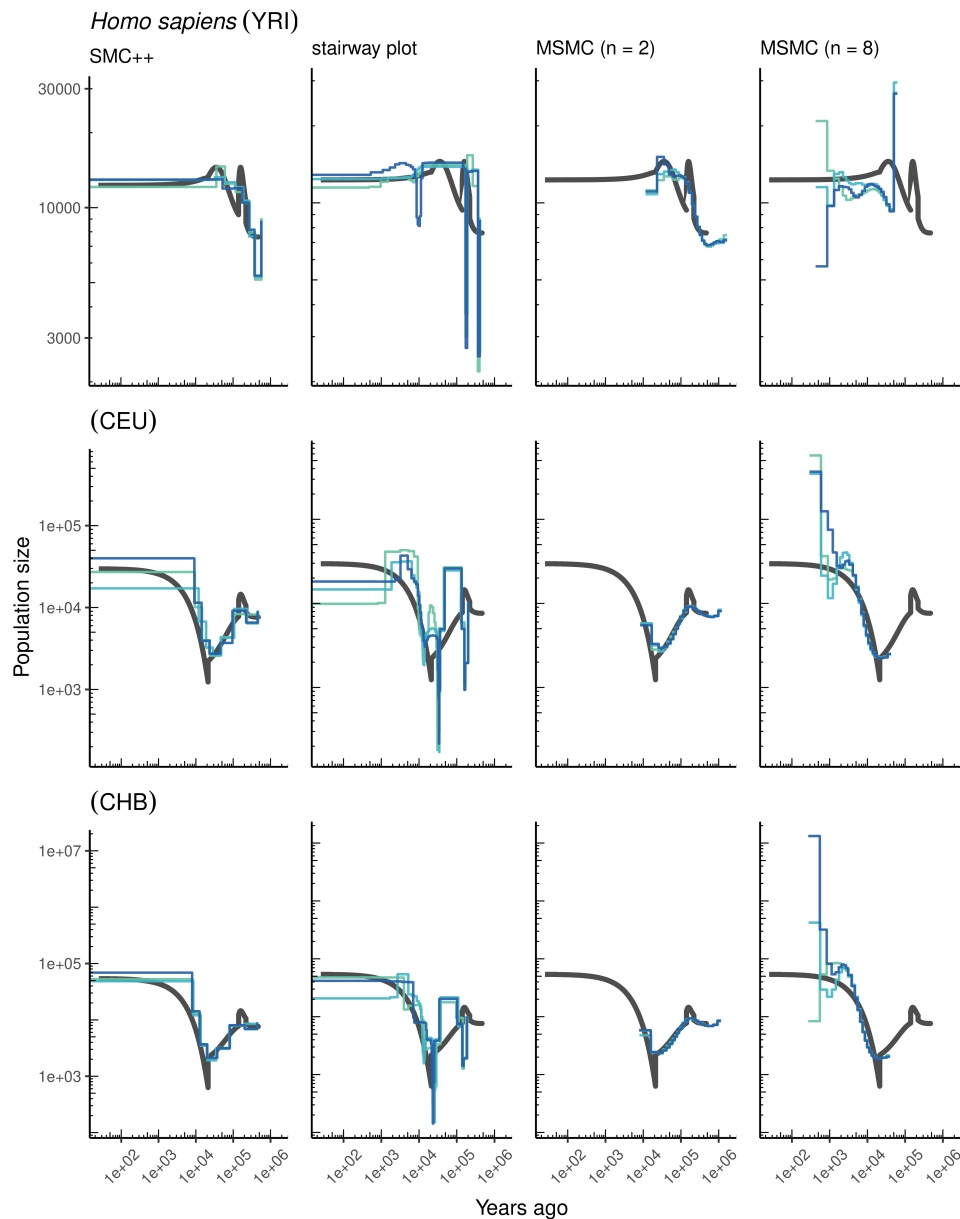 Homo sapiens (YRI)
SMC++
stairway plot
MSMC (n = 2)
MSMC (n = 8)
30000
10000
3000
(CEU)
1e+05
1e+04
1e+03
Population size
(CHB)
1e+07
1e+05
1e+03
1e+02 1e+03 1e+04 1e+05 1e+06
1e+02 1e+03 1e+04 1e+05 1e+06
1e+02 1e+03 1e+04 1e+05 1e+06
1e+02 1e+03 1e+04 1e+05 1e+06
Years ago